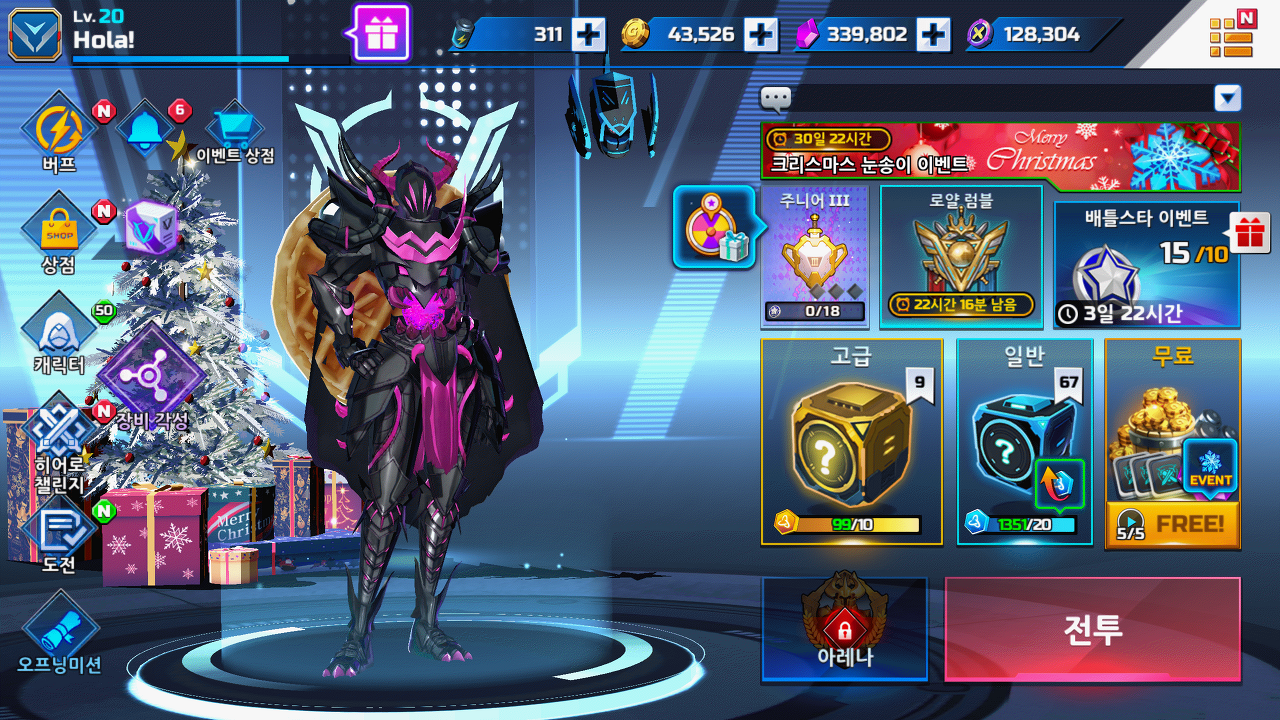 Lv.20
Hola!
311
43,526
339,802
128,304
N
버프
N
6
이벤트 상점
SHOP
상점
N
캐릭터
50
장비 각성
히어로
챌린지
N
도전
N
오프닝미션
Merry
30일 22시간
크리스마스 눈송이 이벤트
Merry
Christmas
주니어 III
0/18
로얄 럼블
22시간 16분 남음
배틀스타 이벤트
15/10
3일 22시간
고급
9
?
99/10
일반
67
?
1351/20
무료
EVENT
5/5
FREE!
아레나
전투